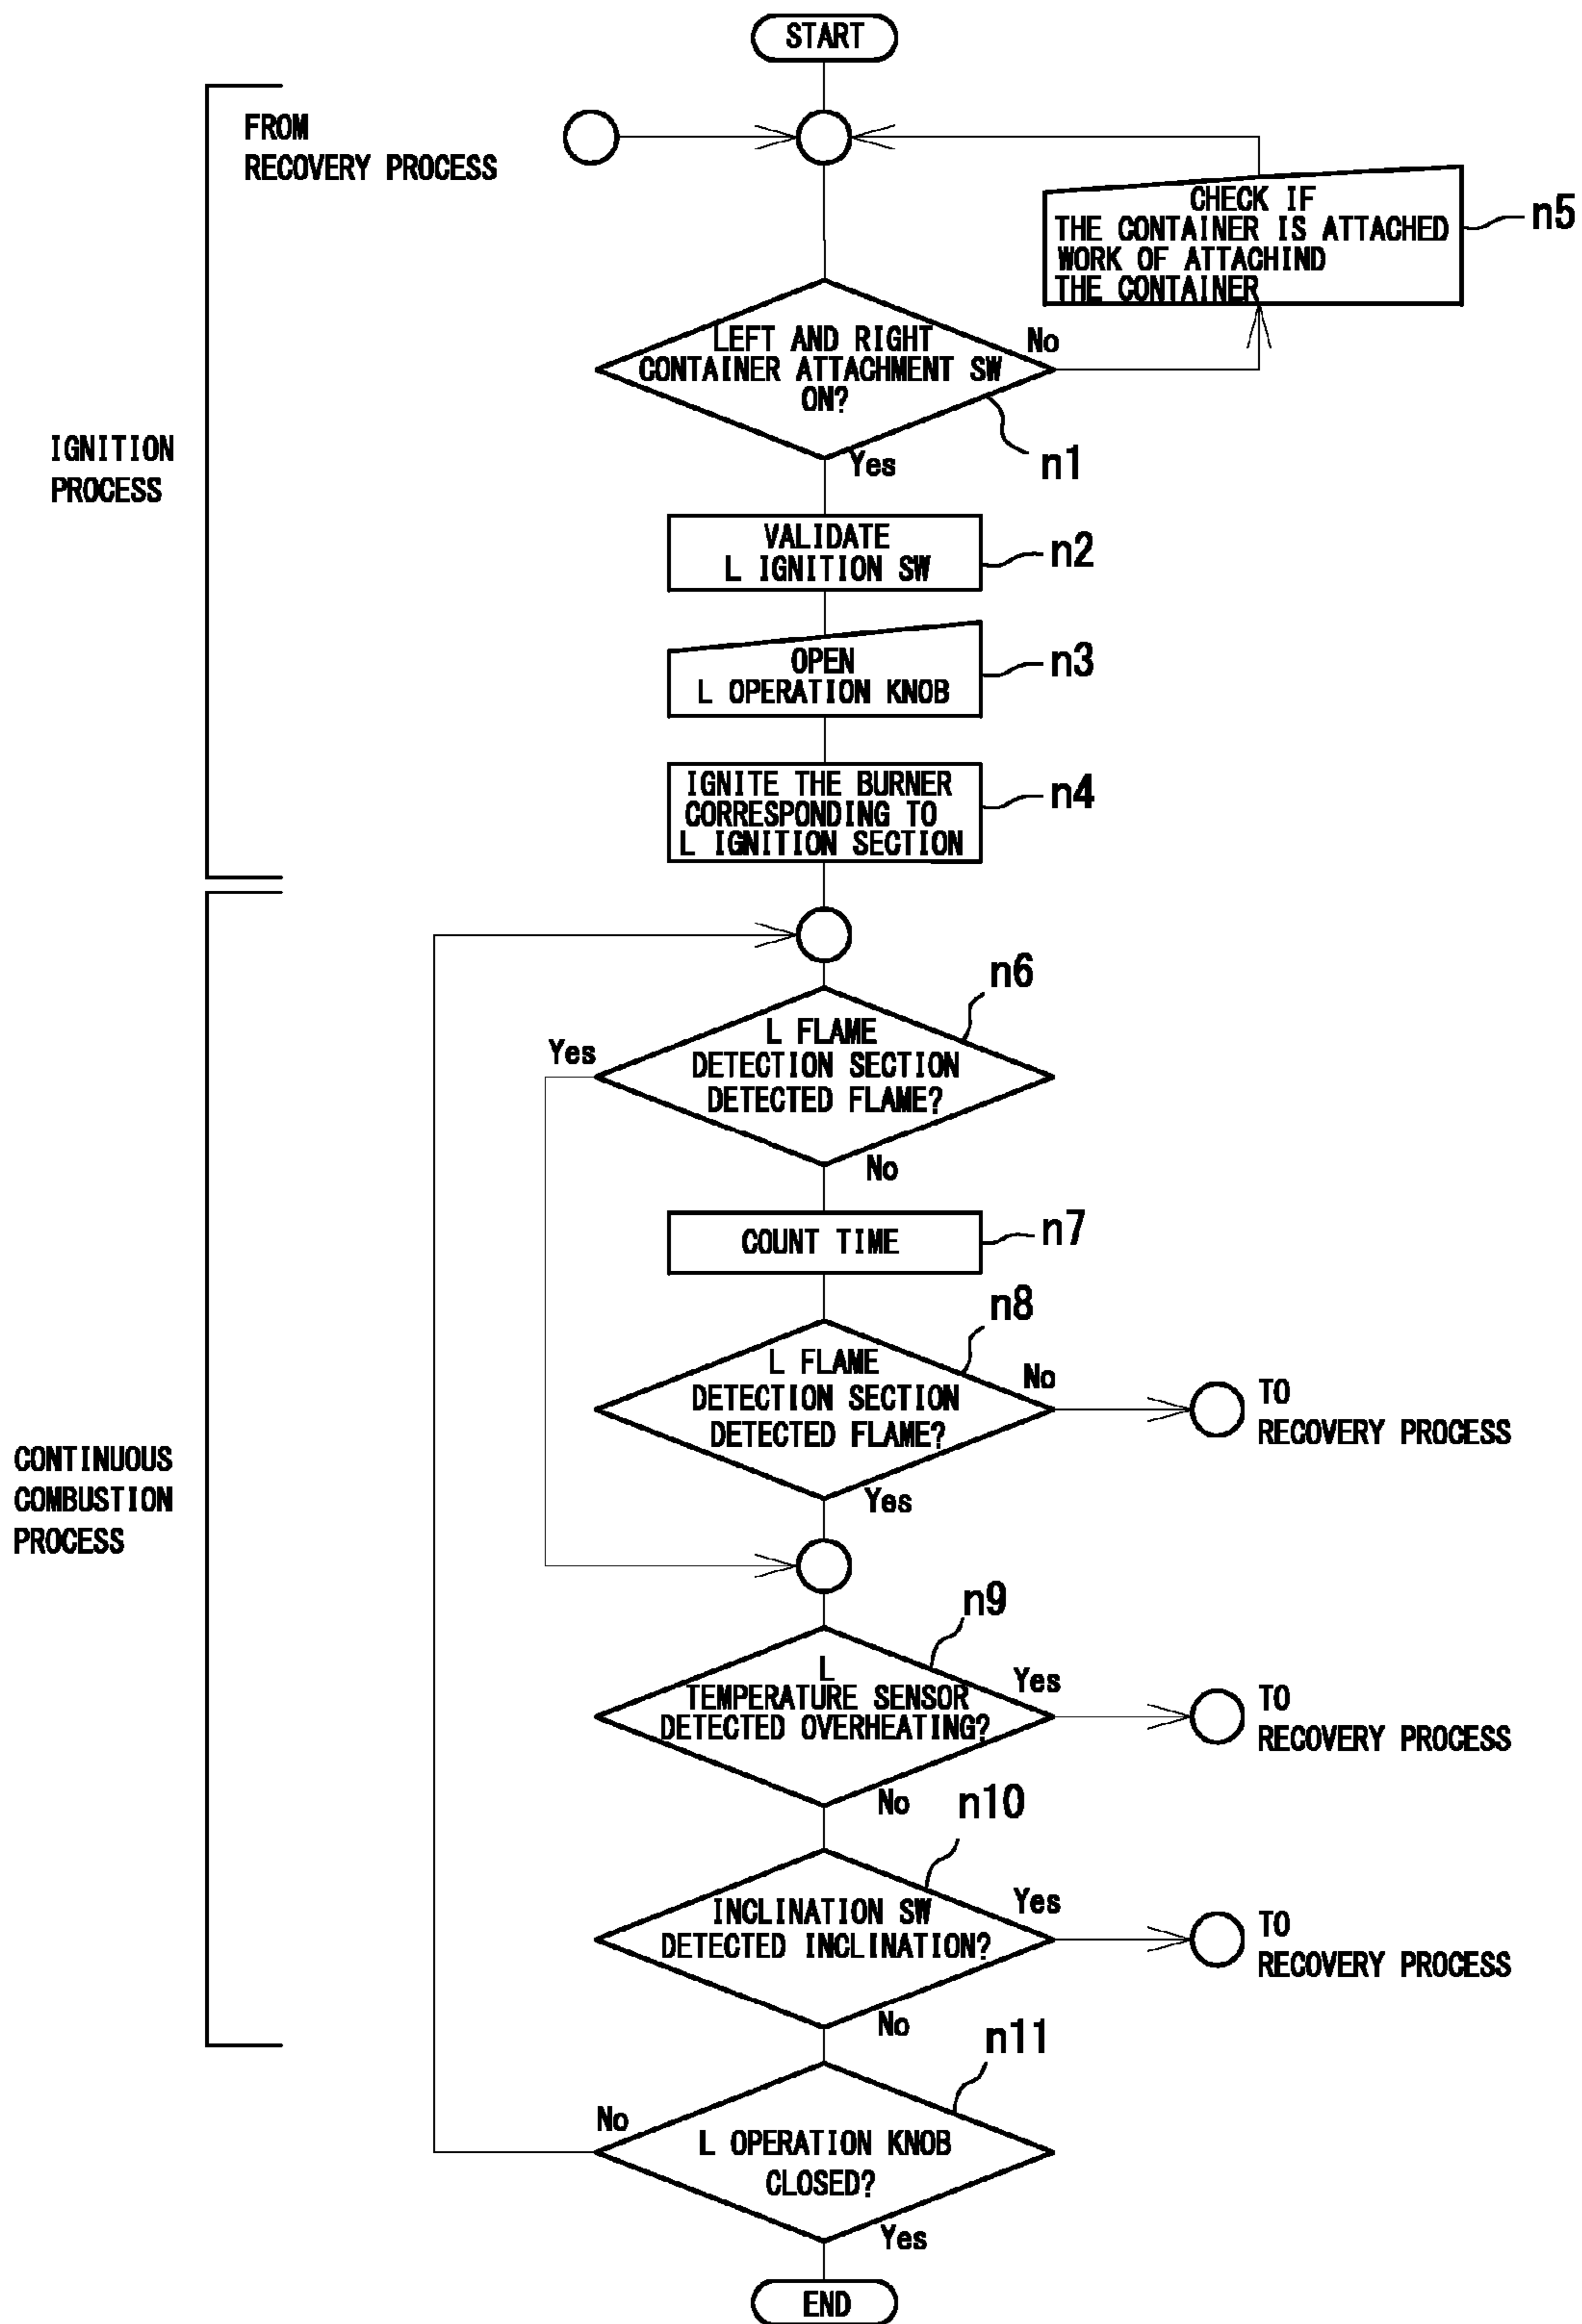 START
FROM
RECOVERY PROCESS
CHECK IF
THE CONTAINER IS ATTACHED
WORK OF ATTACHIND
THE CONTAINER
n5
LEFT AND RIGHT
CONTAINER ATTACHMENT SW
ON?
No
n1
Yes
IGNITION
PROCESS
VALIDATE
L IGNITION SW
n2
OPEN
L OPERATION KNOB
n3
IGNITE THE BURNER
CORRESPONDING TO
L IGNITION SECTION
n4
n6
L FLAME
DETECTION SECTION
DETECTED FLAME?
Yes
No
COUNT TIME
n7
n8
L FLAME
DETECTION SECTION
DETECTED FLAME?
No
TO
RECOVERY PROCESS
Yes
CONTINUOUS
COMBUSTION
PROCESS
n9
L
TEMPERATURE SENSOR
DETECTED OVERHEATING?
Yes
TO
RECOVERY PROCESS
No
n10
INCLINATION SW
DETECTED INCLINATION?
Yes
TO
RECOVERY PROCESS
No
n11
No
L OPERATION KNOB
CLOSED?
Yes
END